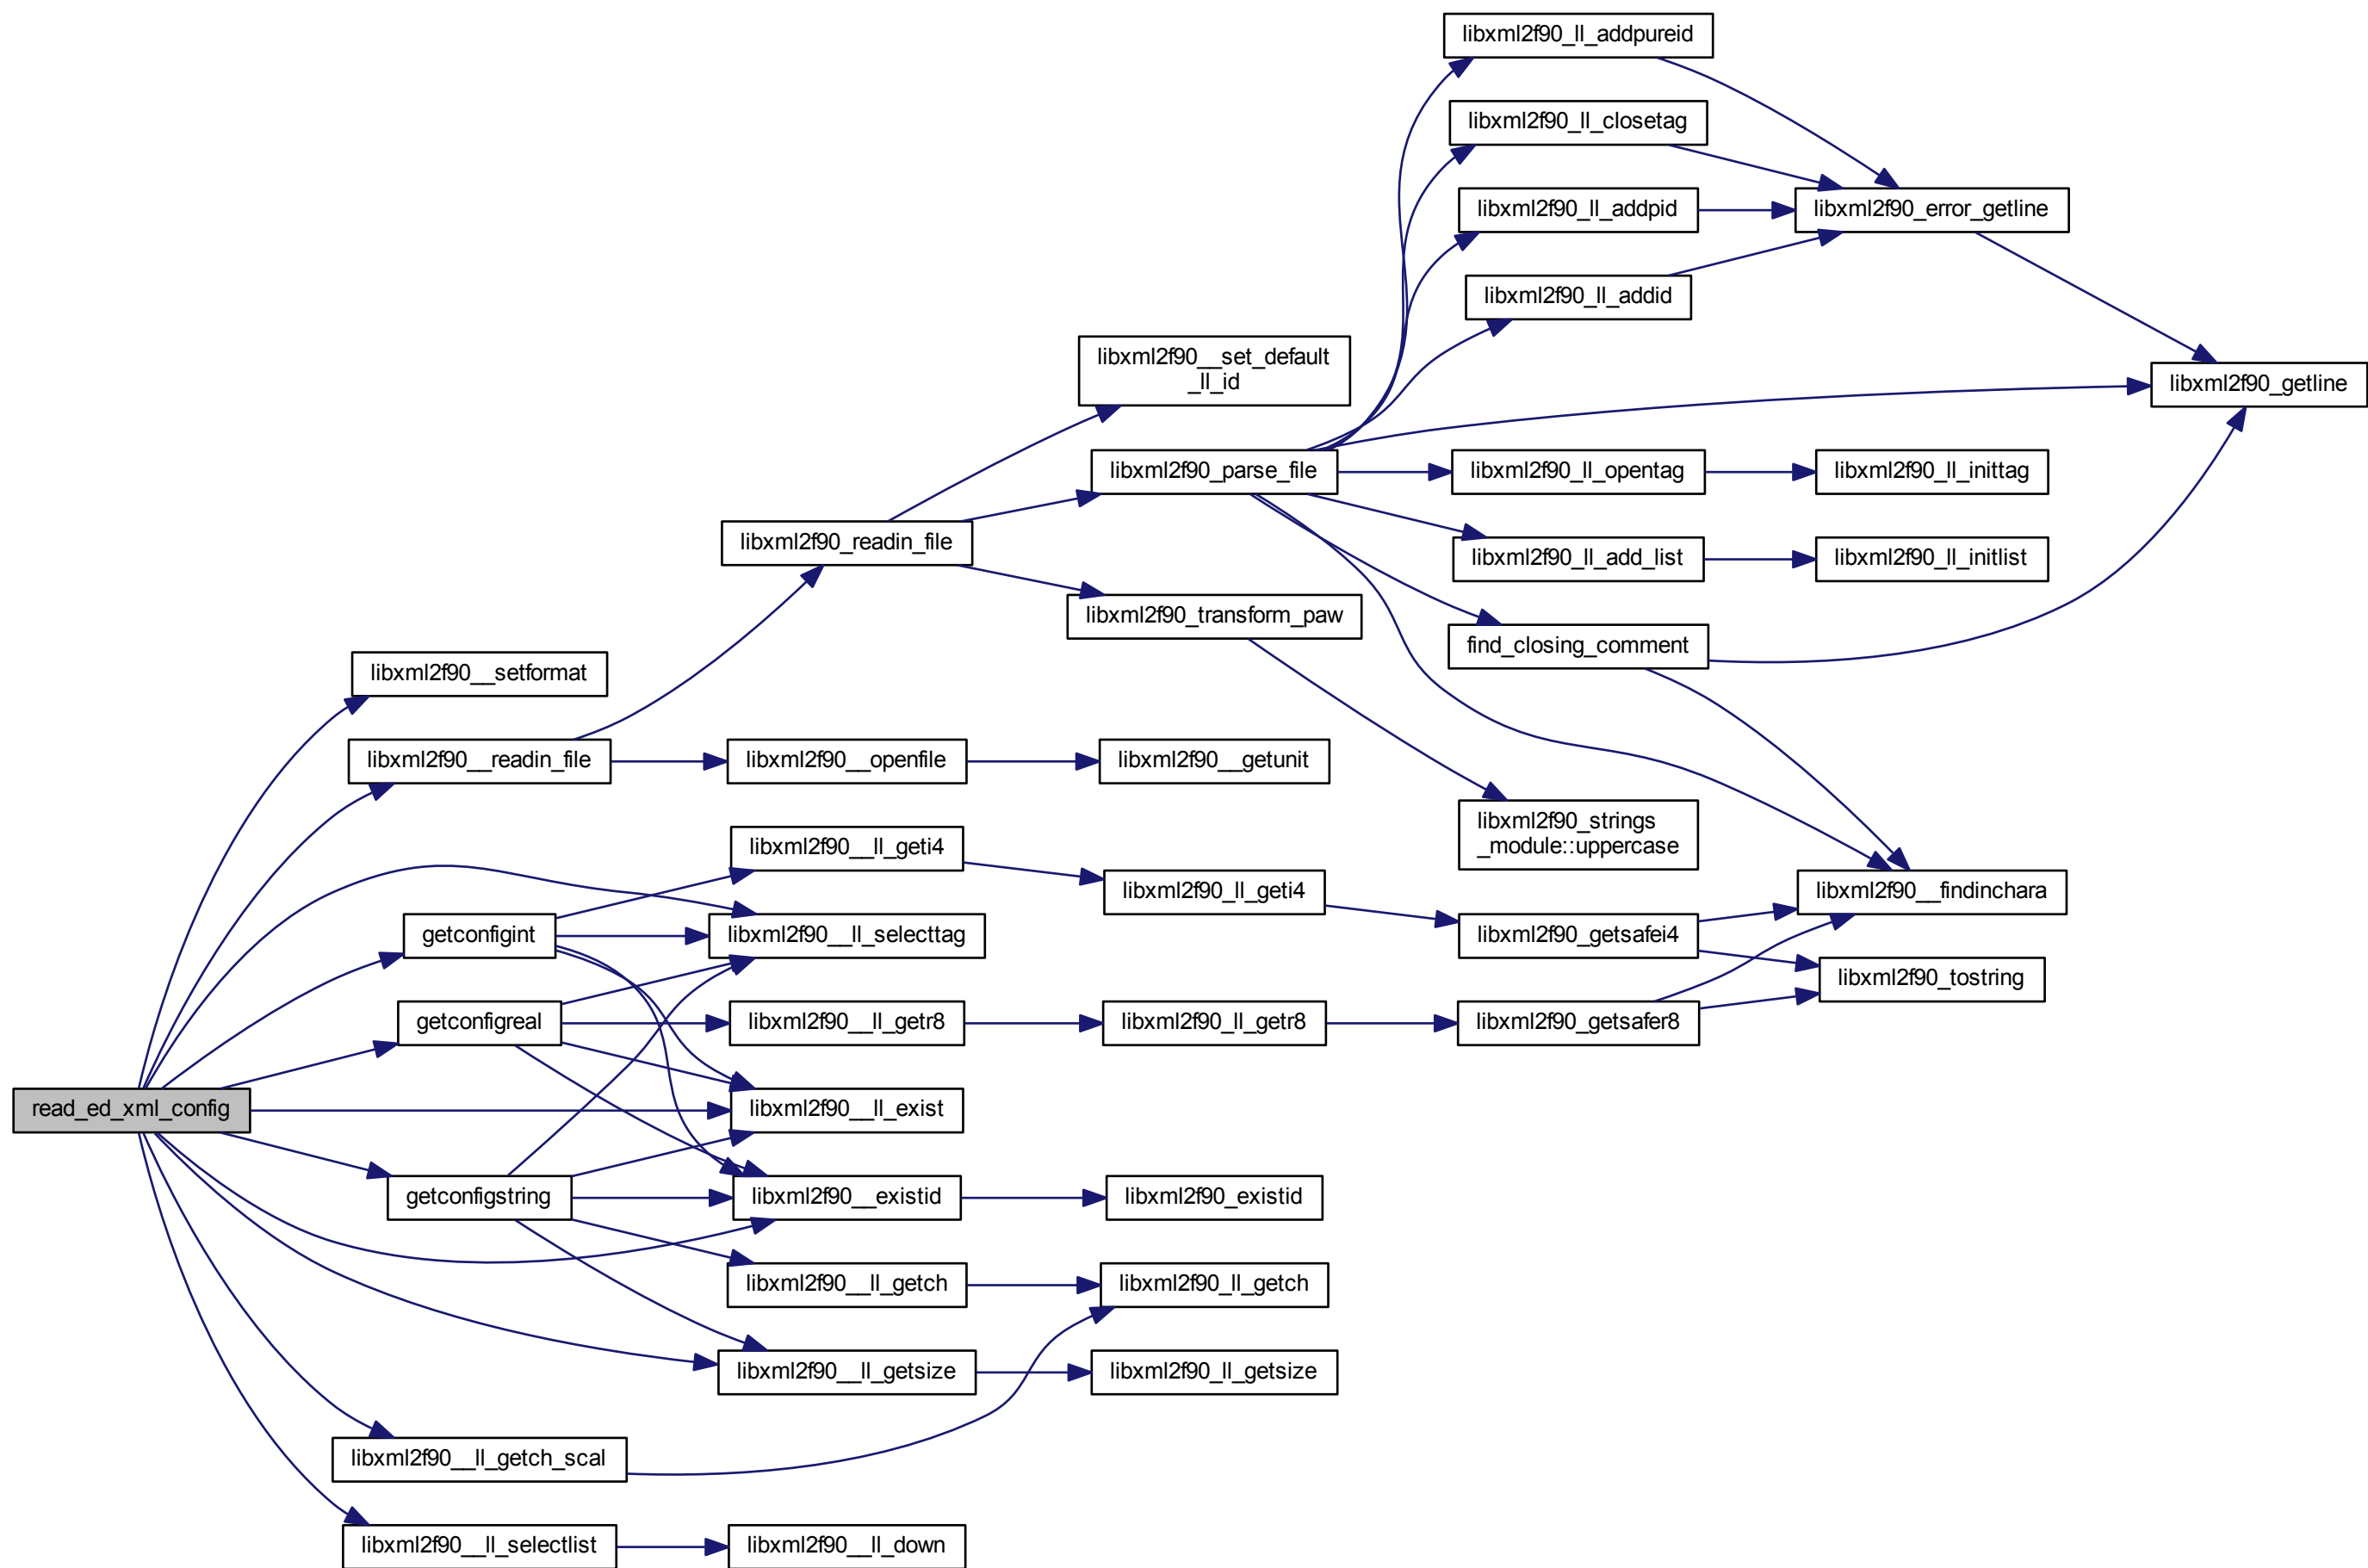 libxml2f90_ll_addpureid
libxml2f90_ll_closetag
libxml2f90_ll_addpid
libxml2f90_error_getline
libxml2f90_ll_addid
libxml2f90__set_default
_ll_id
libxml2f90_getline
libxml2f90_parse_file
libxml2f90_ll_opentag
libxml2f90_ll_inittag
libxml2f90_readin_file
libxml2f90_ll_add_list
libxml2f90_ll_initlist
libxml2f90_transform_paw
find_closing_comment
libxml2f90__setformat
libxml2f90__readin_file
libxml2f90__openfile
libxml2f90__getunit
libxml2f90_strings
_module::uppercase
libxml2f90__ll_geti4
libxml2f90_ll_geti4
libxml2f90__findinchara
getconfigint
libxml2f90__ll_selecttag
libxml2f90_getsafei4
libxml2f90_tostring
getconfigreal
libxml2f90__ll_getr8
libxml2f90_ll_getr8
libxml2f90_getsafer8
read_ed_xml_config
libxml2f90__ll_exist
getconfigstring
libxml2f90__existid
libxml2f90_existid
libxml2f90__ll_getch
libxml2f90_ll_getch
libxml2f90__ll_getsize
libxml2f90_ll_getsize
libxml2f90__ll_getch_scal
libxml2f90__ll_selectlist
libxml2f90__ll_down